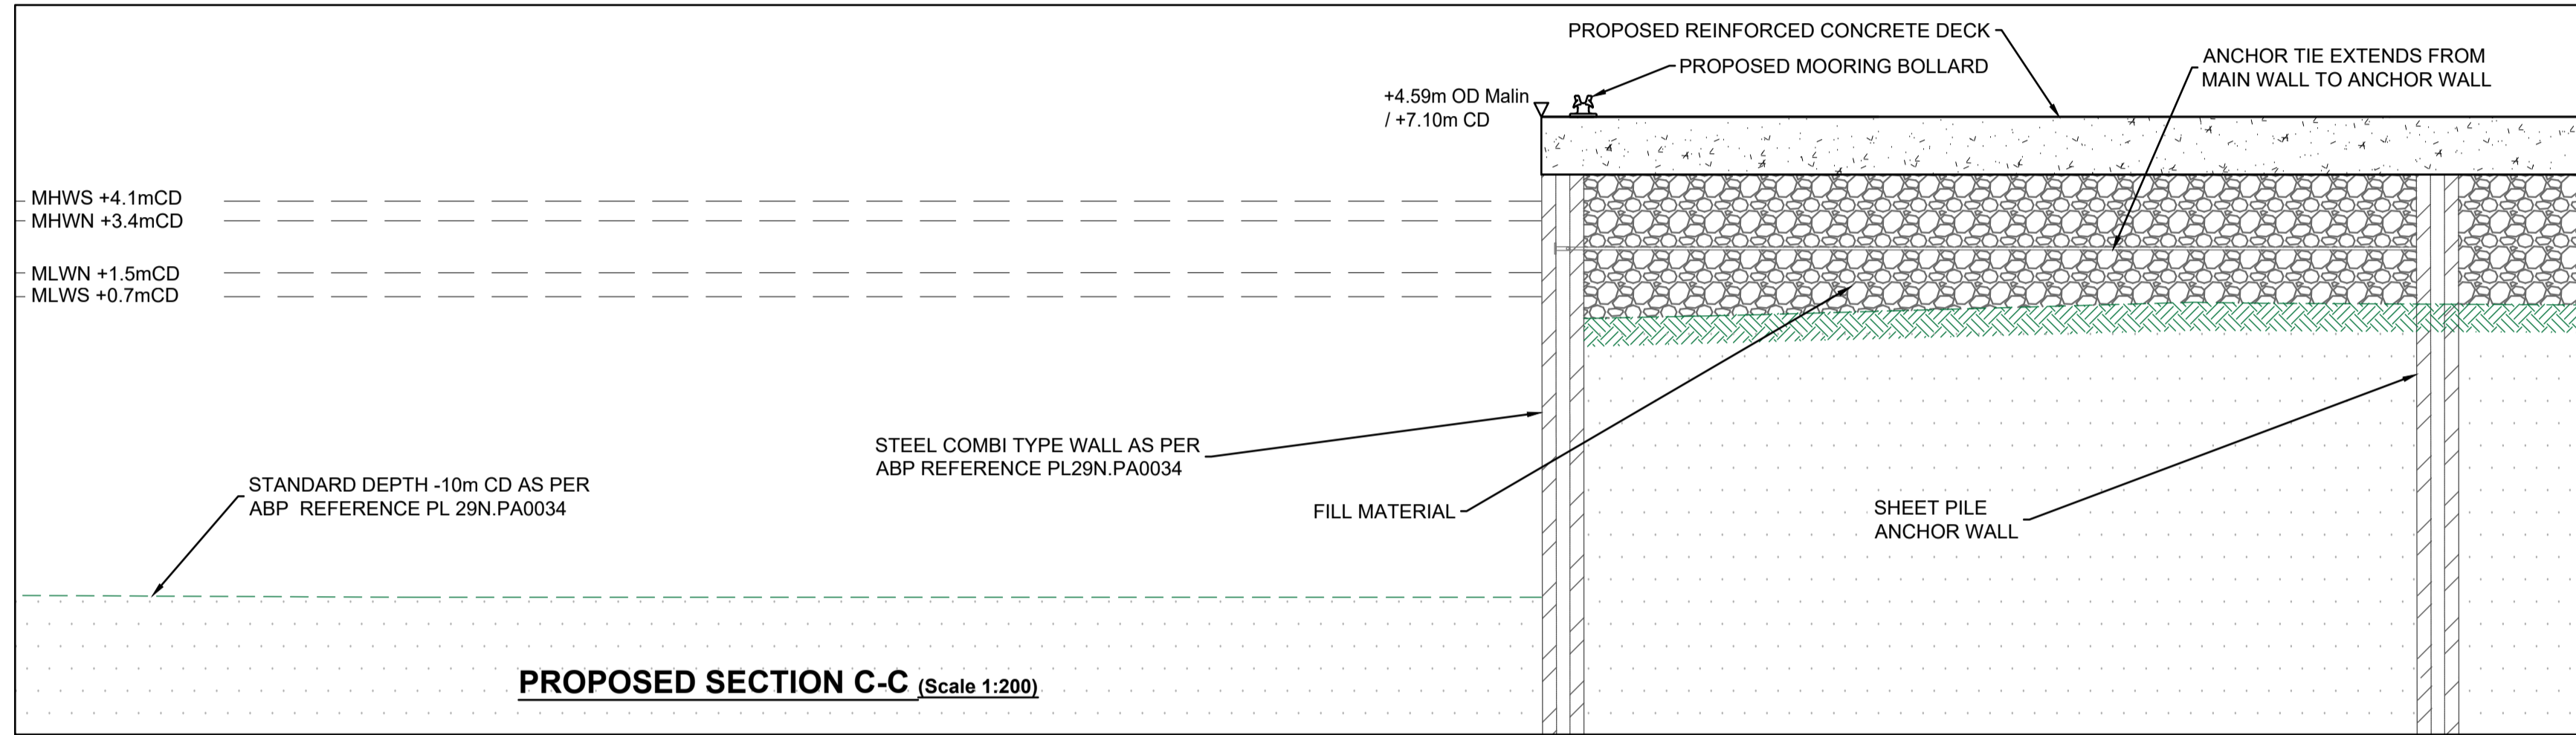 PROPOSED REINFORCED CONCRETE DECK
PROPOSED MOORING BOLLARD
ANCHOR TIE EXTENDS FROM
MAIN WALL TO ANCHOR WALL
+4.59m OD Malin
/ +7.10m CD
MHWS +4.1mCD
MHWN +3.4mCD
MLWN +1.5mCD
MLWS +0.7mCD
STEEL COMBI TYPE WALL AS PER
ABP REFERENCE PL29N.PA0034
STANDARD DEPTH -10m CD AS PER
ABP REFERENCE PL 29N.PA0034
FILL MATERIAL
SHEET PILE
ANCHOR WALL
PROPOSED SECTION C-C (Scale 1:200)